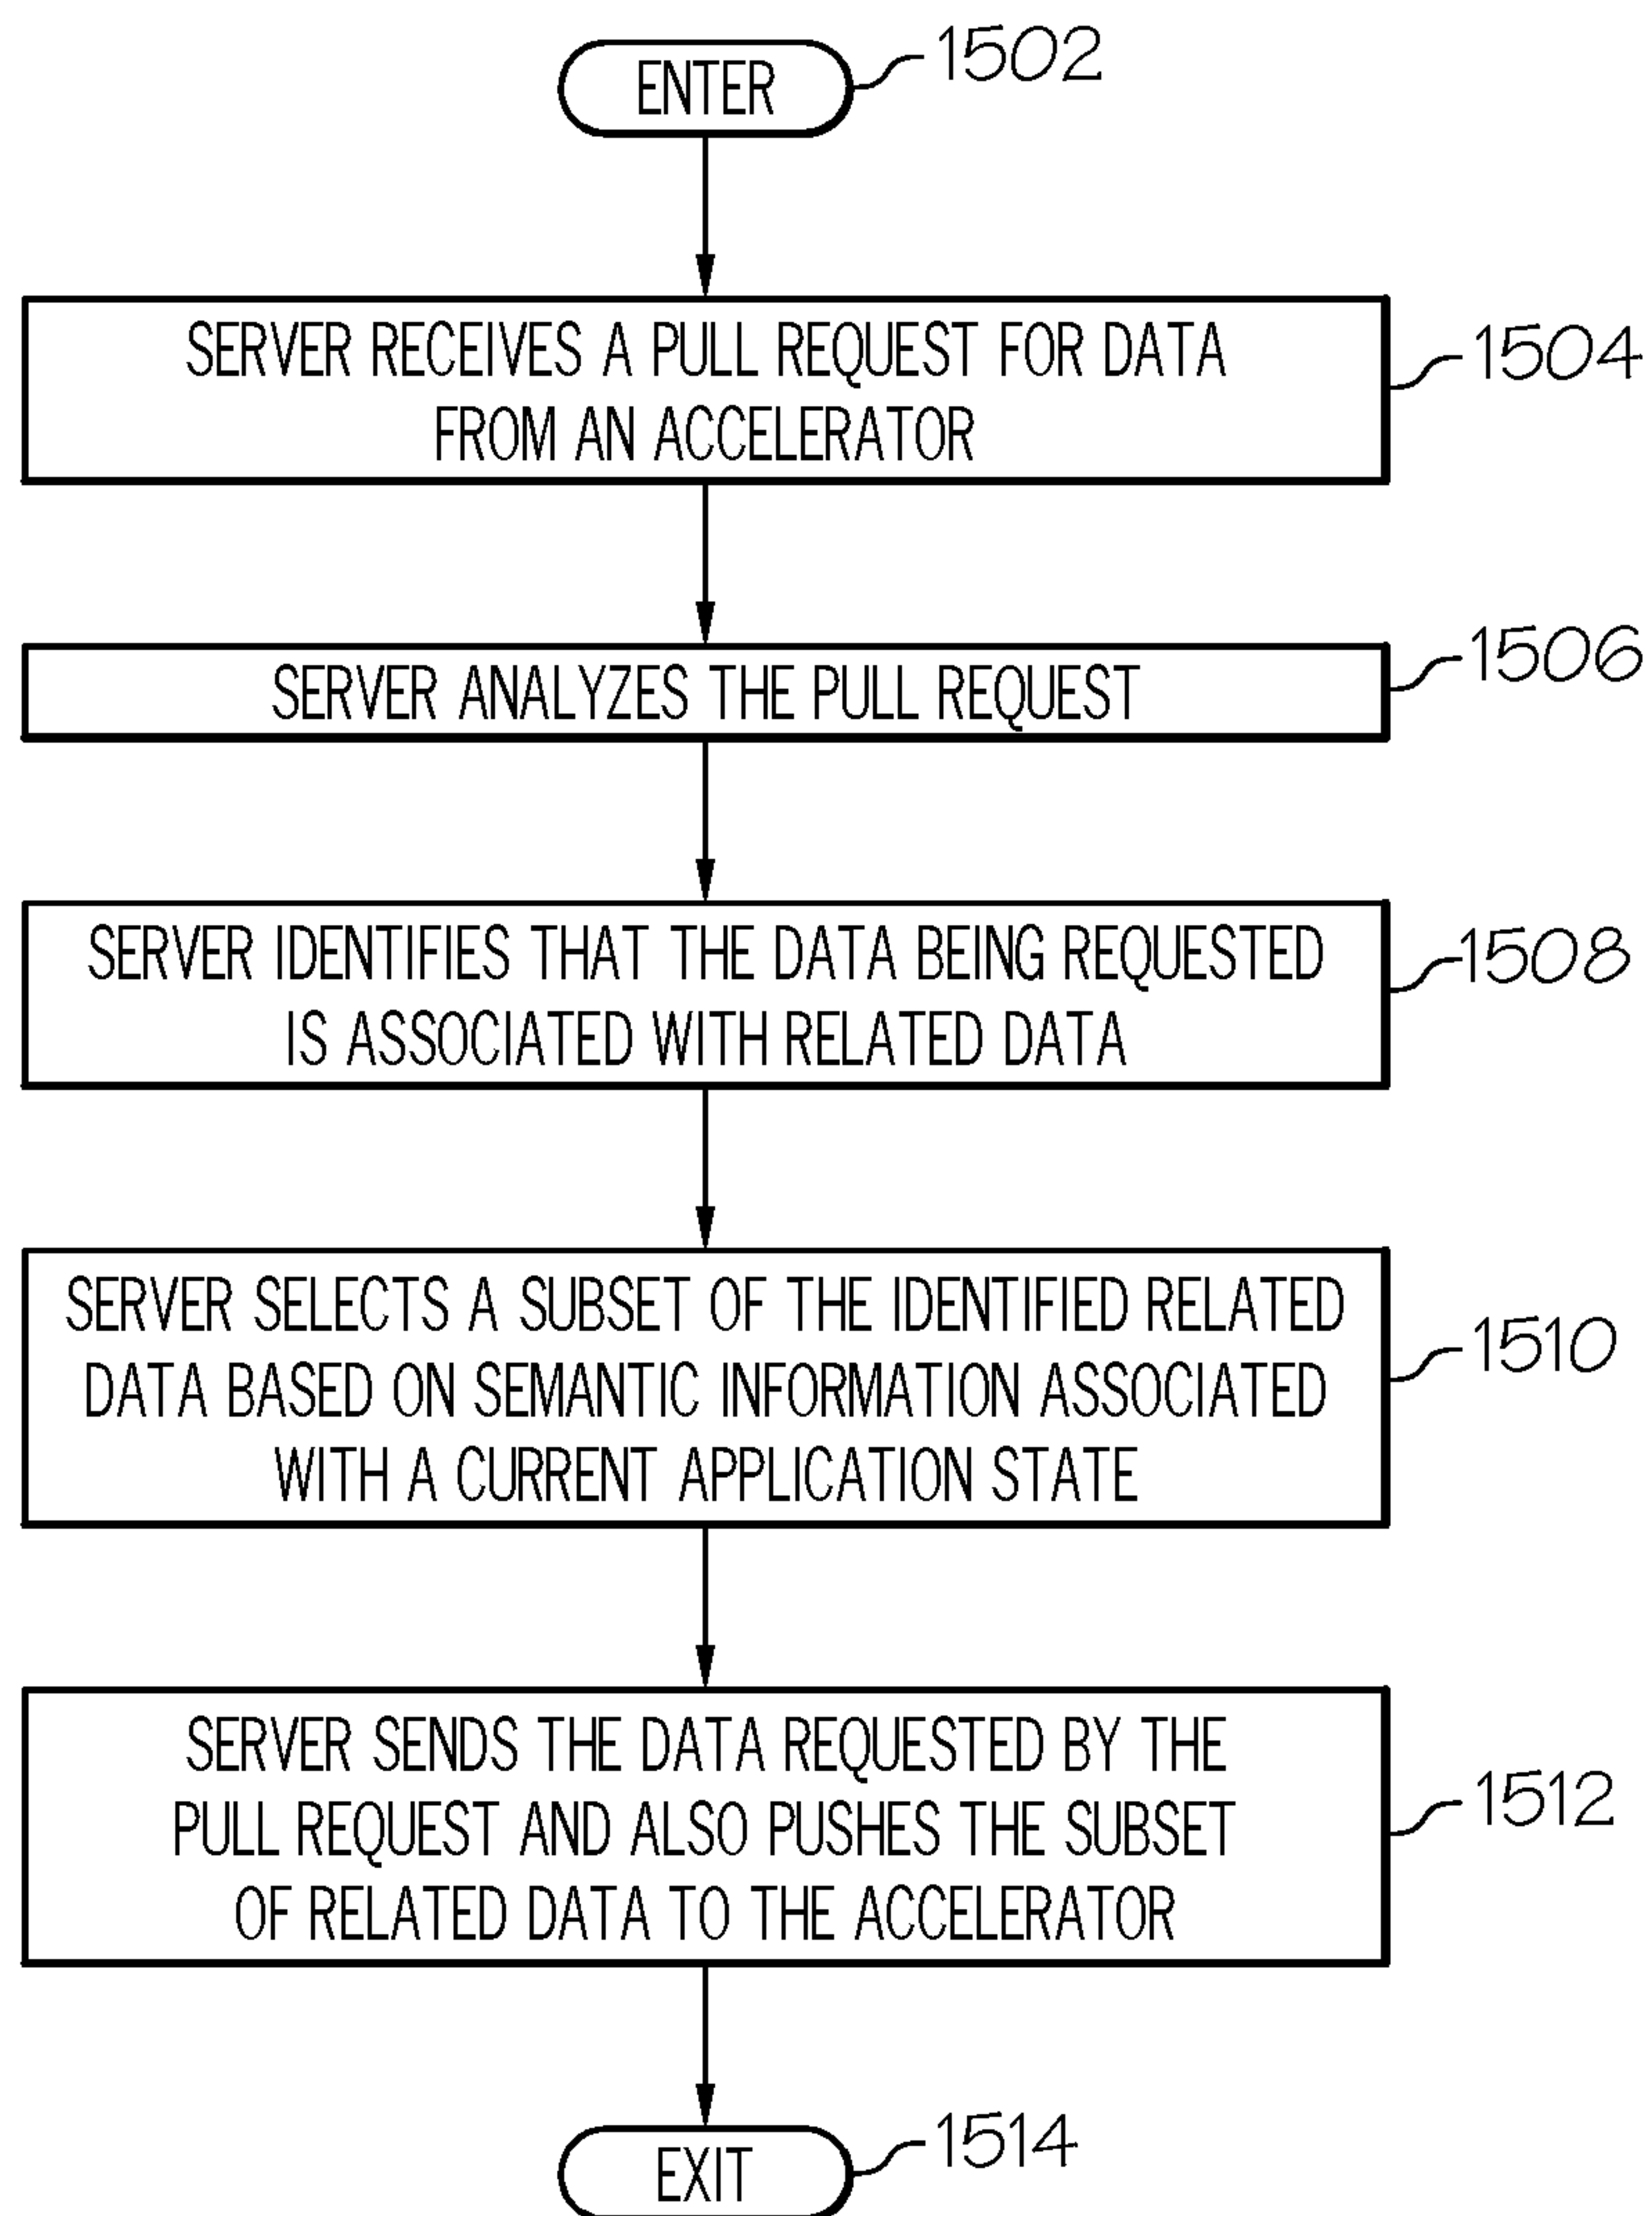 ENTER
1502
SERVER RECEIVES A PULL REQUEST FOR DATA
FROM AN ACCELERATOR
1504
SERVER ANALYZES THE PULL REQUEST
1506
SERVER IDENTIFIES THAT THE DATA BEING REQUESTED
IS ASSOCIATED WITH RELATED DATA
1508
SERVER SELECTS A SUBSET OF THE IDENTIFIED RELATED
DATA BASED ON SEMANTIC INFORMATION ASSOCIATED
WITH A CURRENT APPLICATION STATE
1510
SERVER SENDS THE DATA REQUESTED BY THE
PULL REQUEST AND ALSO PUSHES THE SUBSET
OF RELATED DATA TO THE ACCELERATOR
1512
EXIT
1514